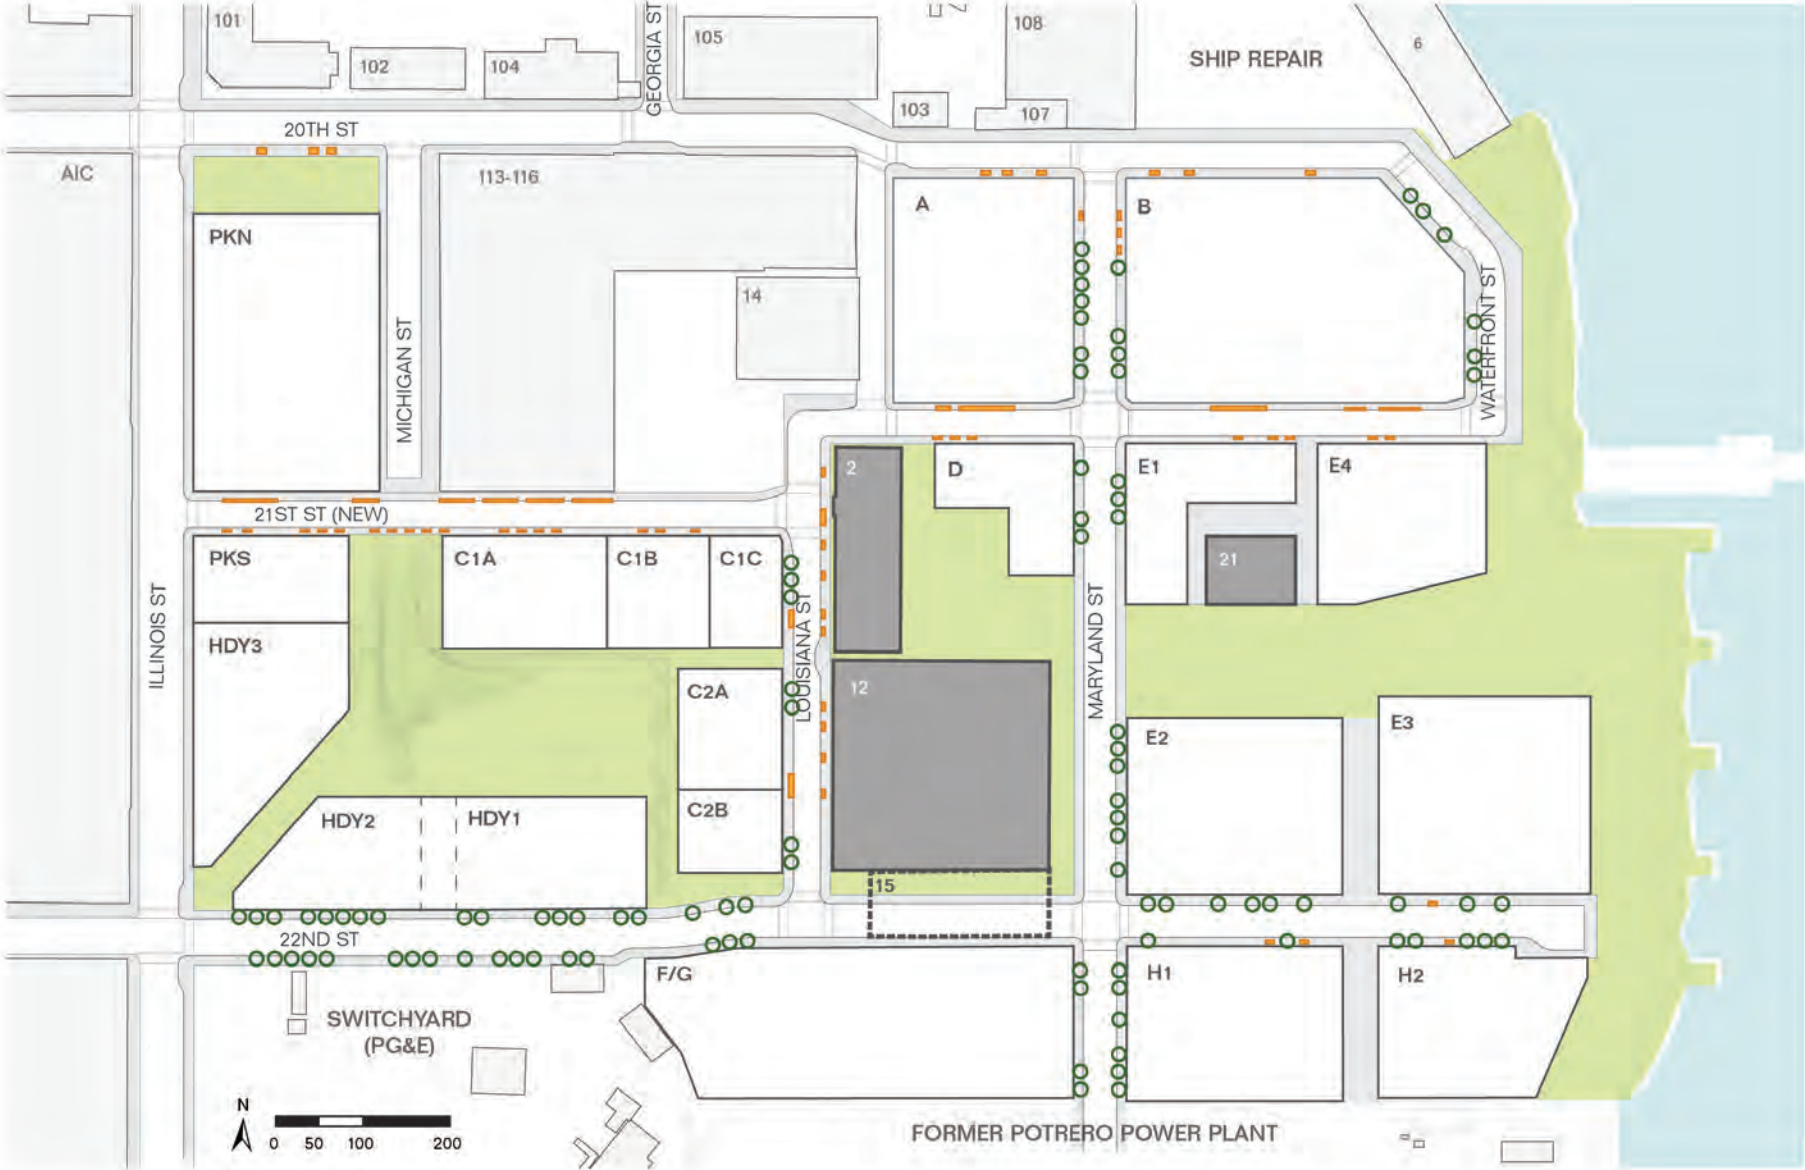 101
102
104
GEORGIA ST
105
103
108
107
SHIP REPAIR
6
20TH ST
AIC
113-116
14
PKN
MICHIGAN ST
A
B
WATERFRONT ST
21ST ST (NEW)
2
D
E1
E4
21
PKS
C1A
C1B
C1C
ILLINOIS ST
HDY3
LOUISIANA ST
MARYLAND ST
C2A
12
E2
E3
HDY2
HDY1
C2B
15
22ND ST
F/G
H1
H2
SWITCHYARD
(PG&E)
N
0 50 100 200
FORMER POTRERO POWER PLANT